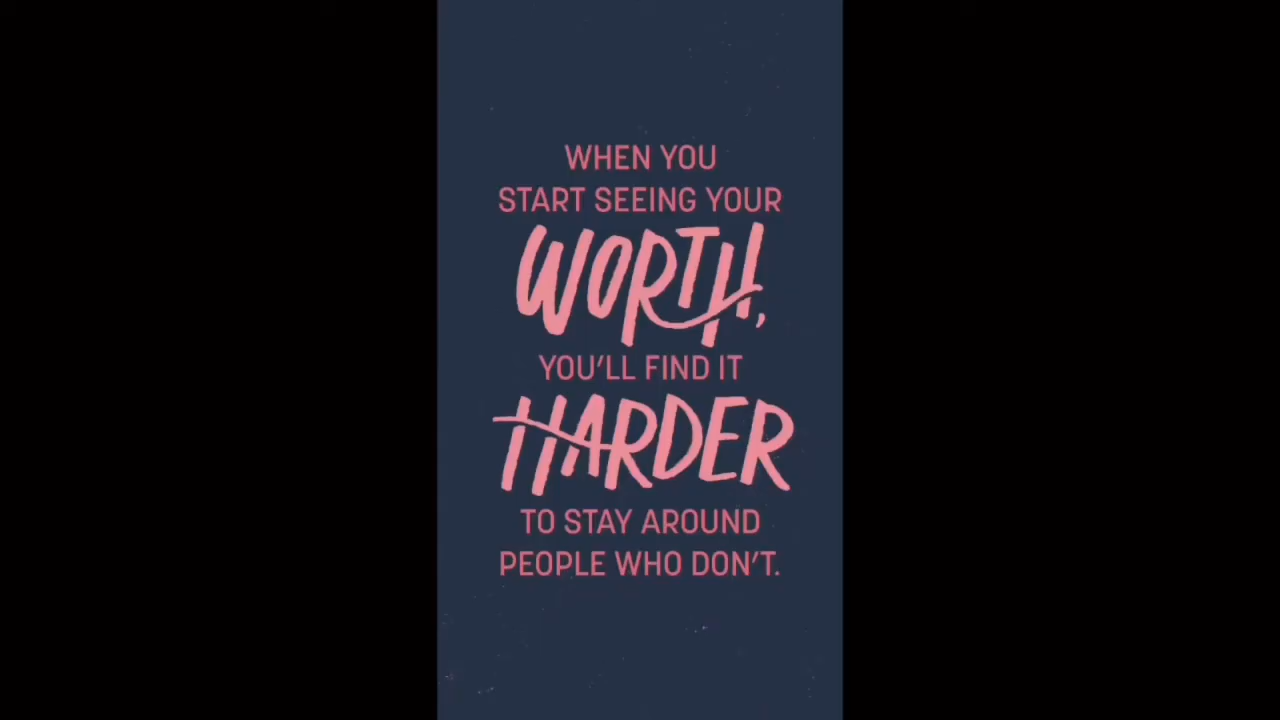 WHEN YOU
START SEEING YOUR
WORTH,
YOU'LL FIND IT
HARDER
TO STAY AROUND
PEOPLE WHO DON'T.